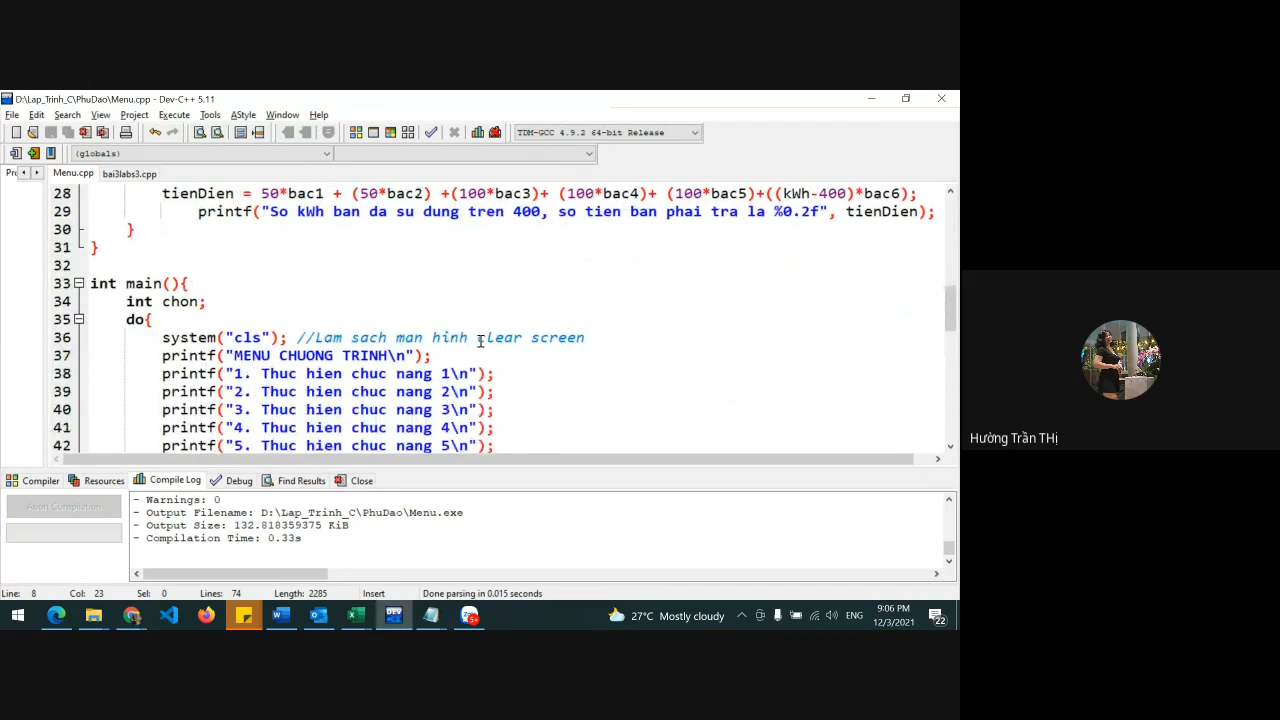 D:\Lap_Trinh_C\PhuDao\Menu.cpp - Dev-C++ 5.11
File Edit Search View Project Execute Tools AStyle Window Help
TDM-GCC 4.9.2 64-bit Release
(globals)
Menu.cpp bai3labs3.cpp
28 tienDien = 50*bac1 + (50*bac2) +(100*bac3)+ (100*bac4)+ (100*bac5)+((kWh-400)*bac6);
29 printf("So kWh ban da su dung tren 400, so tien ban phai tra la %0.2f", tienDien);
30 }
31 }
32
33 int main(){
34 int chon;
35 do{
36 system("cls"); //Lam sach man hinh clear screen
37 printf("MENU CHUONG TRINH\n");
38 printf("1. Thuc hien chuc nang 1\n");
39 printf("2. Thuc hien chuc nang 2\n");
40 printf("3. Thuc hien chuc nang 3\n");
41 printf("4. Thuc hien chuc nang 4\n");
42 printf("5. Thuc hien chuc nang 5\n");
Hường Trần THị
Compiler Resources Compile Log Debug Find Results Close
Abort Compilation
- Warnings: 0
- Output Filename: D:\Lap_Trinh_C\PhuDao\Menu.exe
- Output Size: 132.818359375 KiB
- Compilation Time: 0.33s
Line: 8 Col: 23 Sel: 0 Lines: 74 Length: 2285 Insert Done parsing in 0.015 seconds
27°C Mostly cloudy ENG 9:06 PM
12/3/2021
22